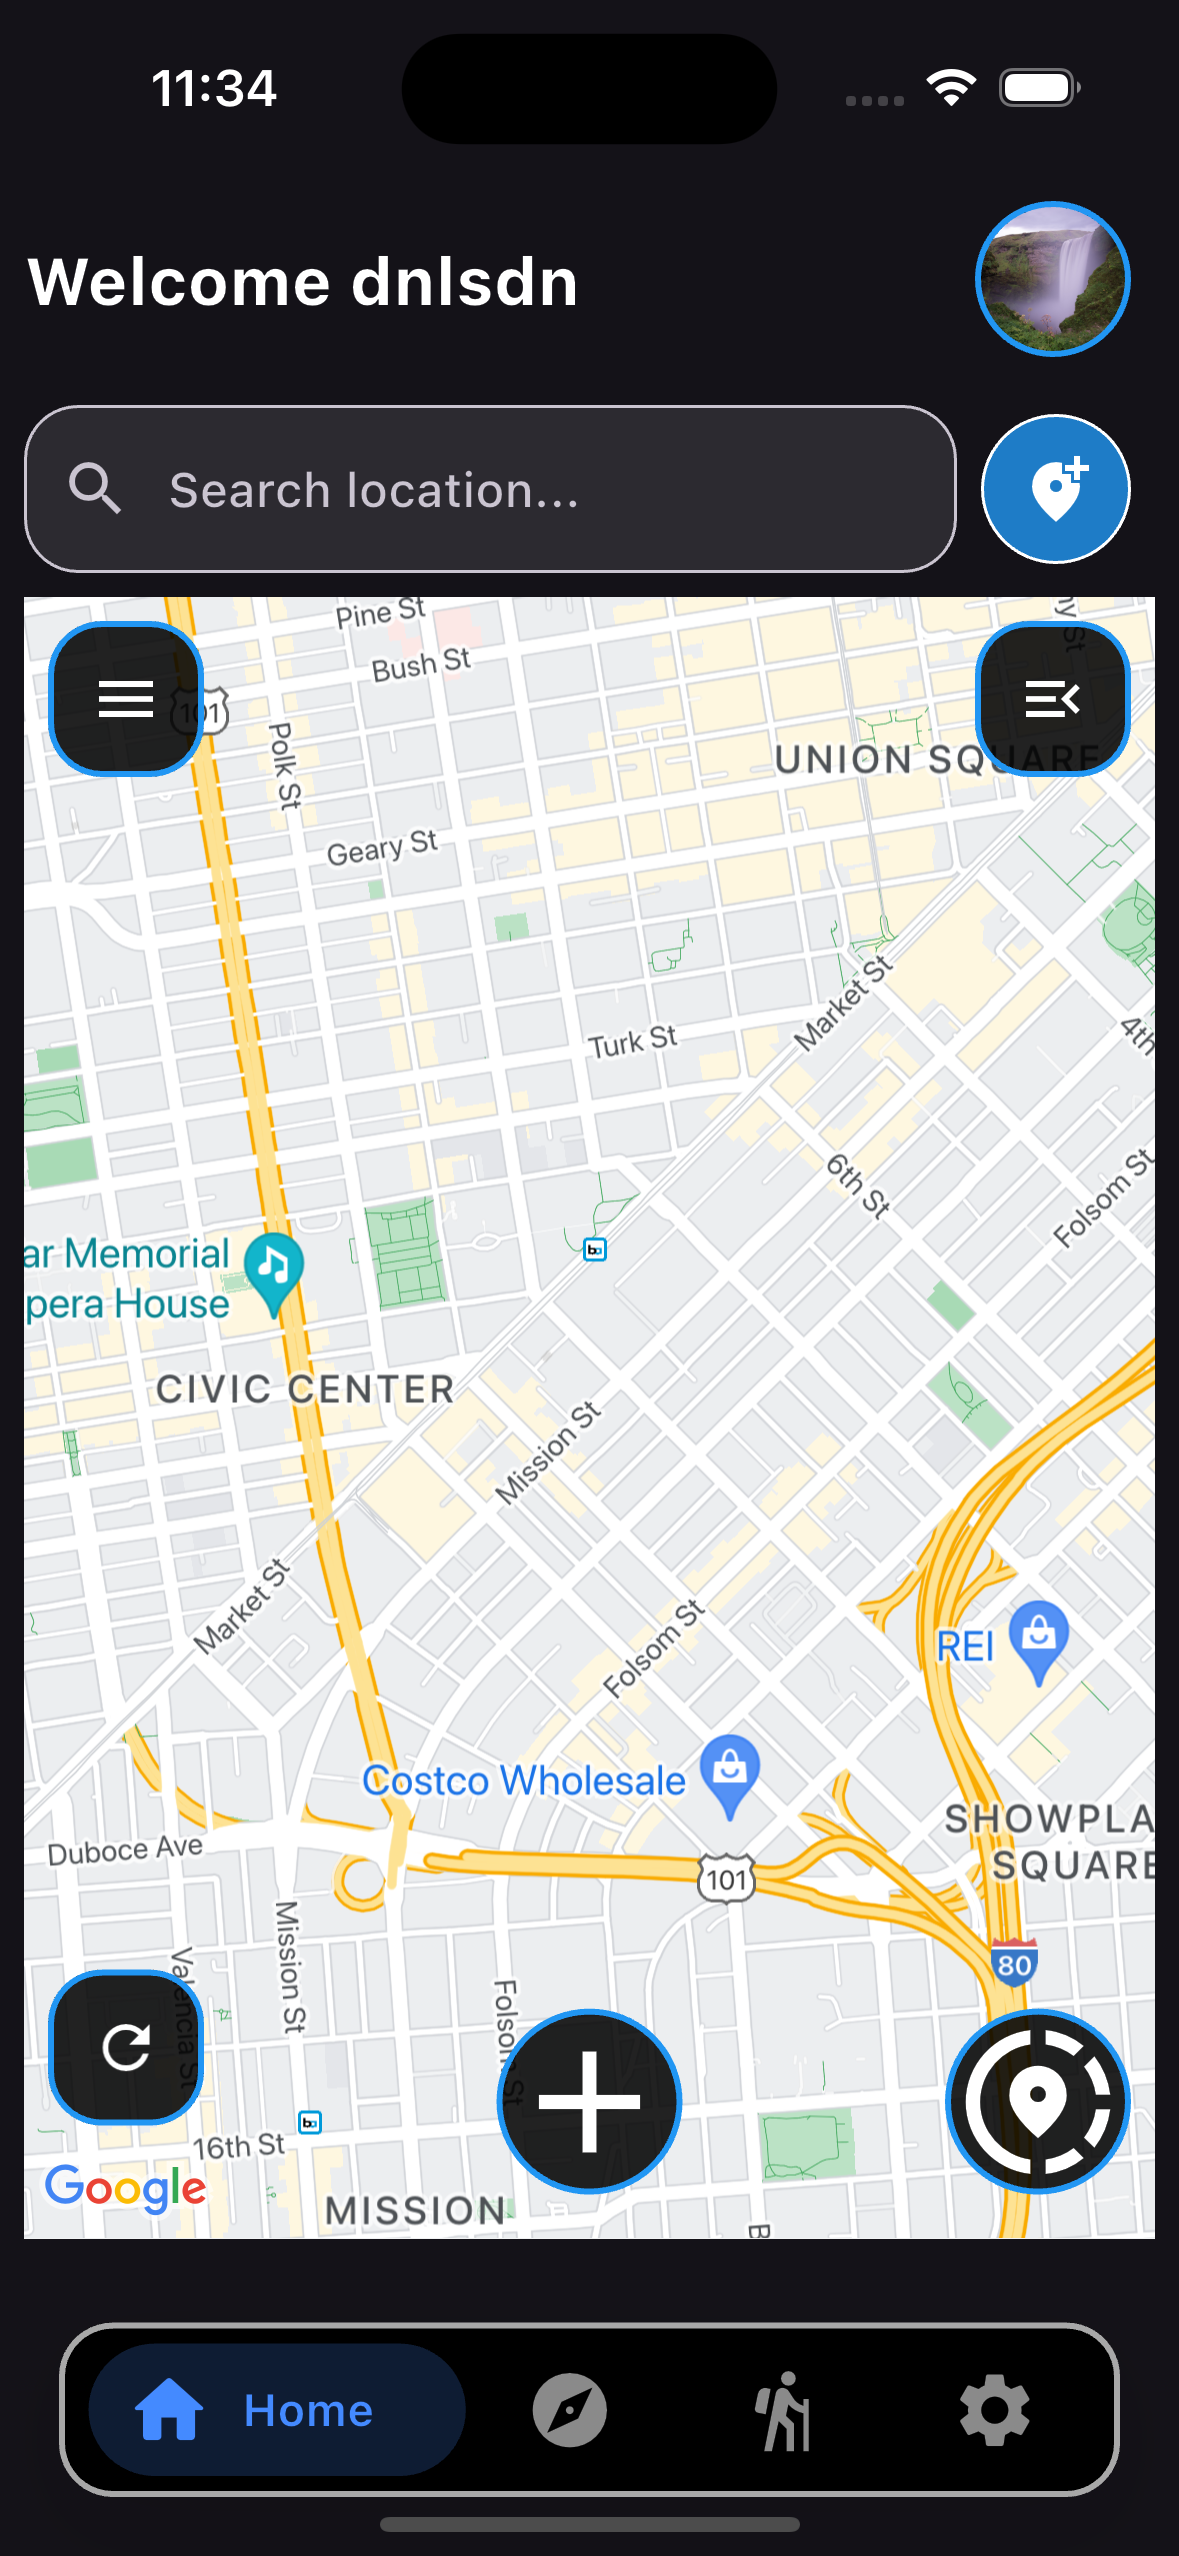 11:34
Welcome dnlsdn
Search location...
Pine St
Bush St
101
Polk St
UNION SQUARE
Geary St
Market St
Turk St
4th
6th St
Folsom St
ar Memorial
pera House
CIVIC CENTER
Mission St
Market St
Folsom St
REI
Costco Wholesale
SHOWPLA
SQUARE
Duboce Ave
101
Mission St
Valencia St
80
Folsom St
16th St
Google
MISSION
Home